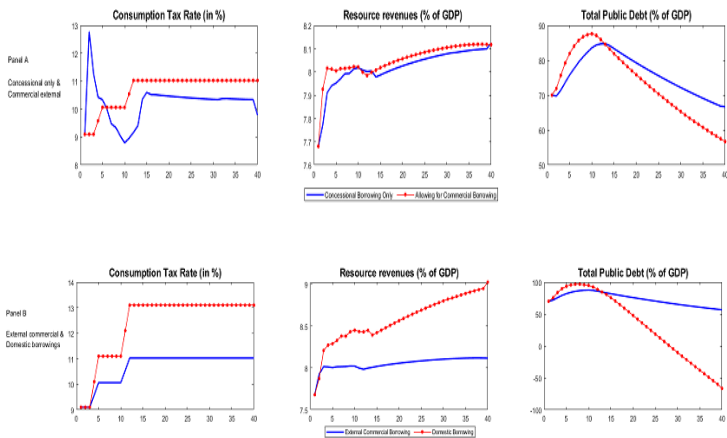 Consumption Tax Rate (in %)
Resource revenues (% of GDP)
Total Public Debt (% of GDP)
Panel A
Concessional only &
Commercial external
13
12
11
10
9
8
0 5 10 15 20 25 30 35 40
8.2
8.1
8
7.9
7.8
7.7
7.6
0 5 10 15 20 25 30 35 40
90
80
70
60
50
0 5 10 15 20 25 30 35 40
Concessional Borrowing Only
Allowing for Commercial Borrowing
Consumption Tax Rate (in %)
Resource revenues (% of GDP)
Total Public Debt (% of GDP)
Panel B
External commercial &
Domestic borrowings
14
13
12
11
10
9
0 5 10 15 20 25 30 35 40
9
8.5
8
7.5
0 5 10 15 20 25 30 35 40
100
50
0
-50
-100
0 5 10 15 20 25 30 35 40
External Commercial Borrowing
Domestic Borrowing